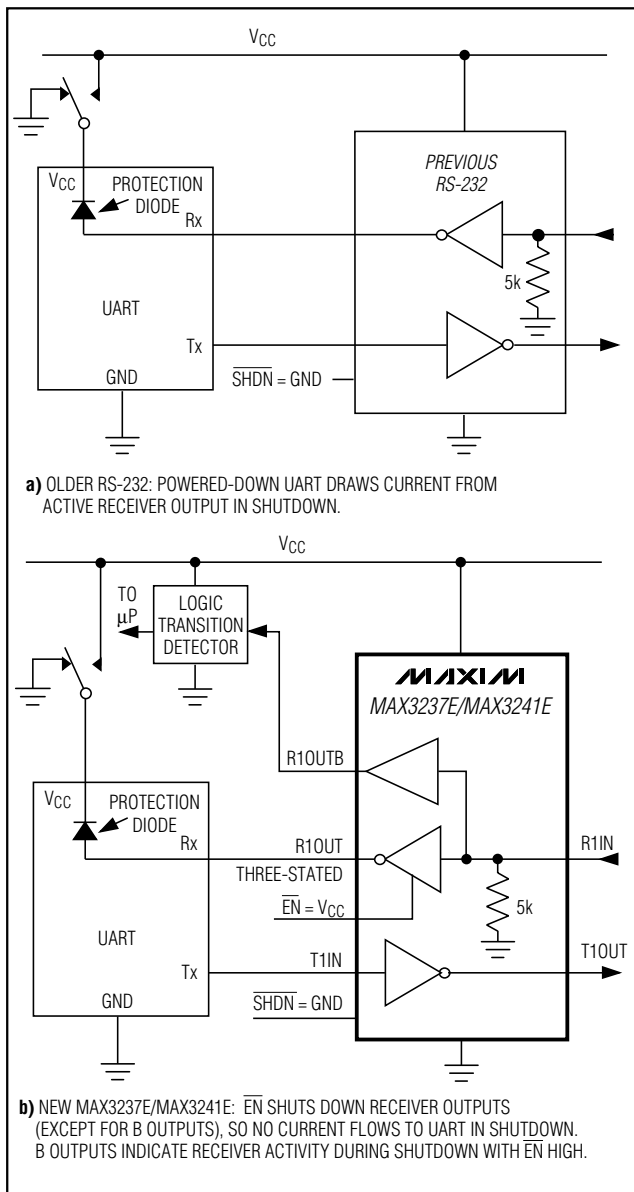 VCC
PREVIOUS
RS-232
VCC
PROTECTION
DIODE
Rx
5k
UART
Tx
SHDN = GND
GND
a) OLDER RS-232: POWERED-DOWN UART DRAWS CURRENT FROM
ACTIVE RECEIVER OUTPUT IN SHUTDOWN.
VCC
TO
μP
LOGIC
TRANSITION
DETECTOR
MAXIM
MAX3237E/MAX3241E
R1OUTB
VCC
PROTECTION
DIODE
Rx
R1OUT
R1IN
THREE-STATED
EN = VCC
5k
UART
Tx
T1IN
T1OUT
GND
SHDN = GND
b) NEW MAX3237E/MAX3241E: EN SHUTS DOWN RECEIVER OUTPUTS
(EXCEPT FOR B OUTPUTS), SO NO CURRENT FLOWS TO UART IN SHUTDOWN.
B OUTPUTS INDICATE RECEIVER ACTIVITY DURING SHUTDOWN WITH EN HIGH.